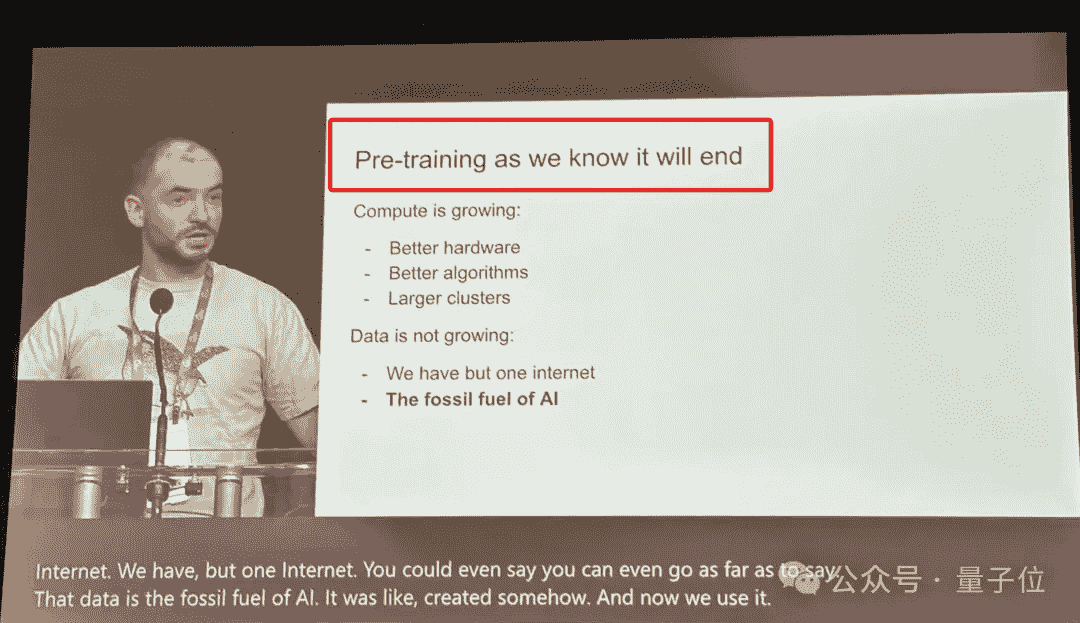 Pre-training as we know it will end
Compute is growing:
- Better hardware
- Better algorithms
- Larger clusters
Data is not growing:
- We have but one internet
- The fossil fuel of AI
Internet. We have, but one Internet. You could even say you can even go as far as to say.
That data is the fossil fuel of AI. It was like, created somehow. And now we use it.
公众号 · 量子位